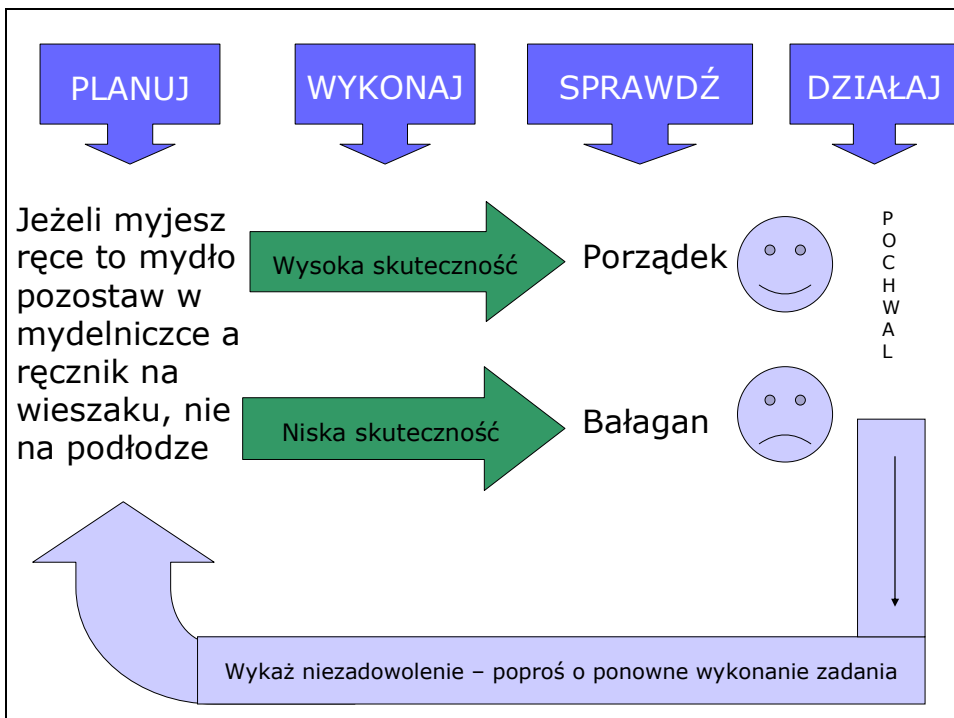 PLANUJ
WYKONAJ
SPRAWDŹ
DZIAŁAJ
Jeżeli myjesz
ręce to mydło
pozostaw w
mydelniczce a
ręcznik na
wieszaku, nie
na podłodze
Wysoka skuteczność
Porządek
POCHWAL
Niska skuteczność
Bałagan
Wykaż niezadowolenie – poproś o ponowne wykonanie zadania